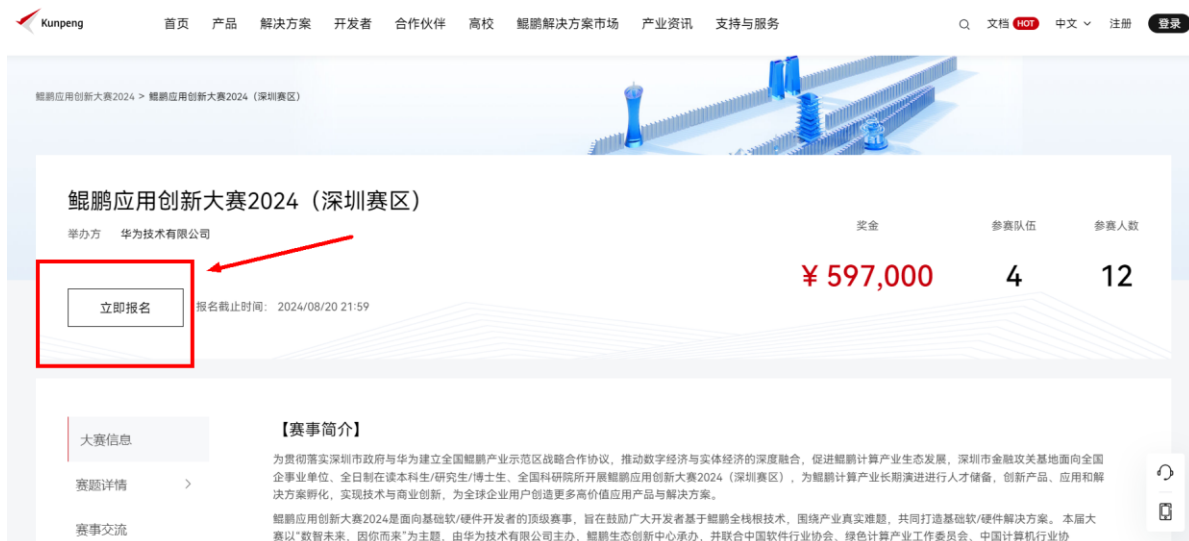 Kunpeng 首页 产品 解决方案 开发者 合作伙伴 高校 鲲鹏解决方案市场 产业资讯 支持与服务 文档 HOT 中文 注册 登录
鲲鹏应用创新大赛2024 > 鲲鹏应用创新大赛2024（深圳赛区）
鲲鹏应用创新大赛2024（深圳赛区）
举办方 华为技术有限公司
奖金 参赛队伍 参赛人数
¥ 597,000 4 12
立即报名 报名截止时间： 2024/08/20 21:59
大赛信息
赛题详情
赛事交流
【赛事简介】
为贯彻落实深圳市政府与华为建立全国鲲鹏产业示范区战略合作协议，推动数字经济与实体经济的深度融合，促进鲲鹏计算产业生态发展，深圳市金融攻关基地面向全国
企事业单位、全日制在读本科生/研究生/博士生、全国科研院所开展鲲鹏应用创新大赛2024（深圳赛区），为鲲鹏计算产业长期演进进行人才储备，创新产品、应用和解
决方案孵化，实现技术与商业创新，为全球企业用户创造更多高价值应用产品与解决方案。
鲲鹏应用创新大赛2024是面向基础软/硬件开发者的顶级赛事，旨在鼓励广大开发者基于鲲鹏全栈根技术，围绕产业真实难题，共同打造基础软/硬件解决方案。 本届大
赛以“数智未来，因你而来”为主题，由华为技术有限公司主办，鲲鹏生态创新中心承办，并联合中国软件行业协会、绿色计算产业工作委员会、中国计算机行业协